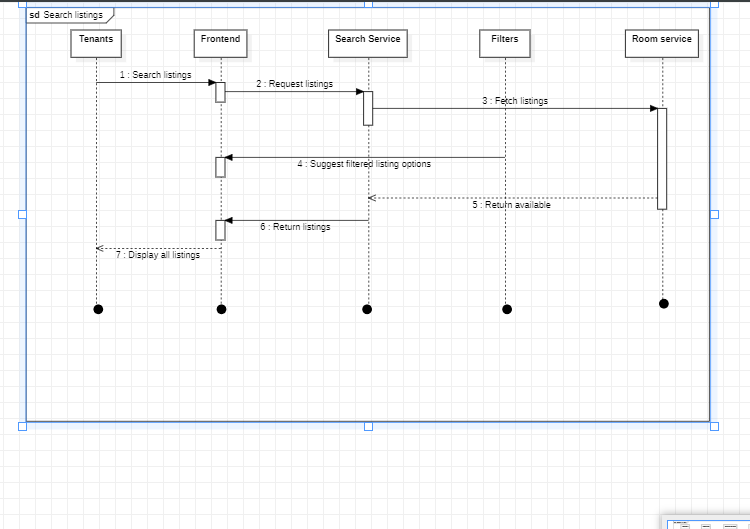 sd Search listings
Tenants
Frontend
Search Service
Filters
Room service
1 : Search listings
2 : Request listings
3 : Fetch listings
4 : Suggest filtered listing options
5 : Return available
6 : Return listings
7 : Display all listings